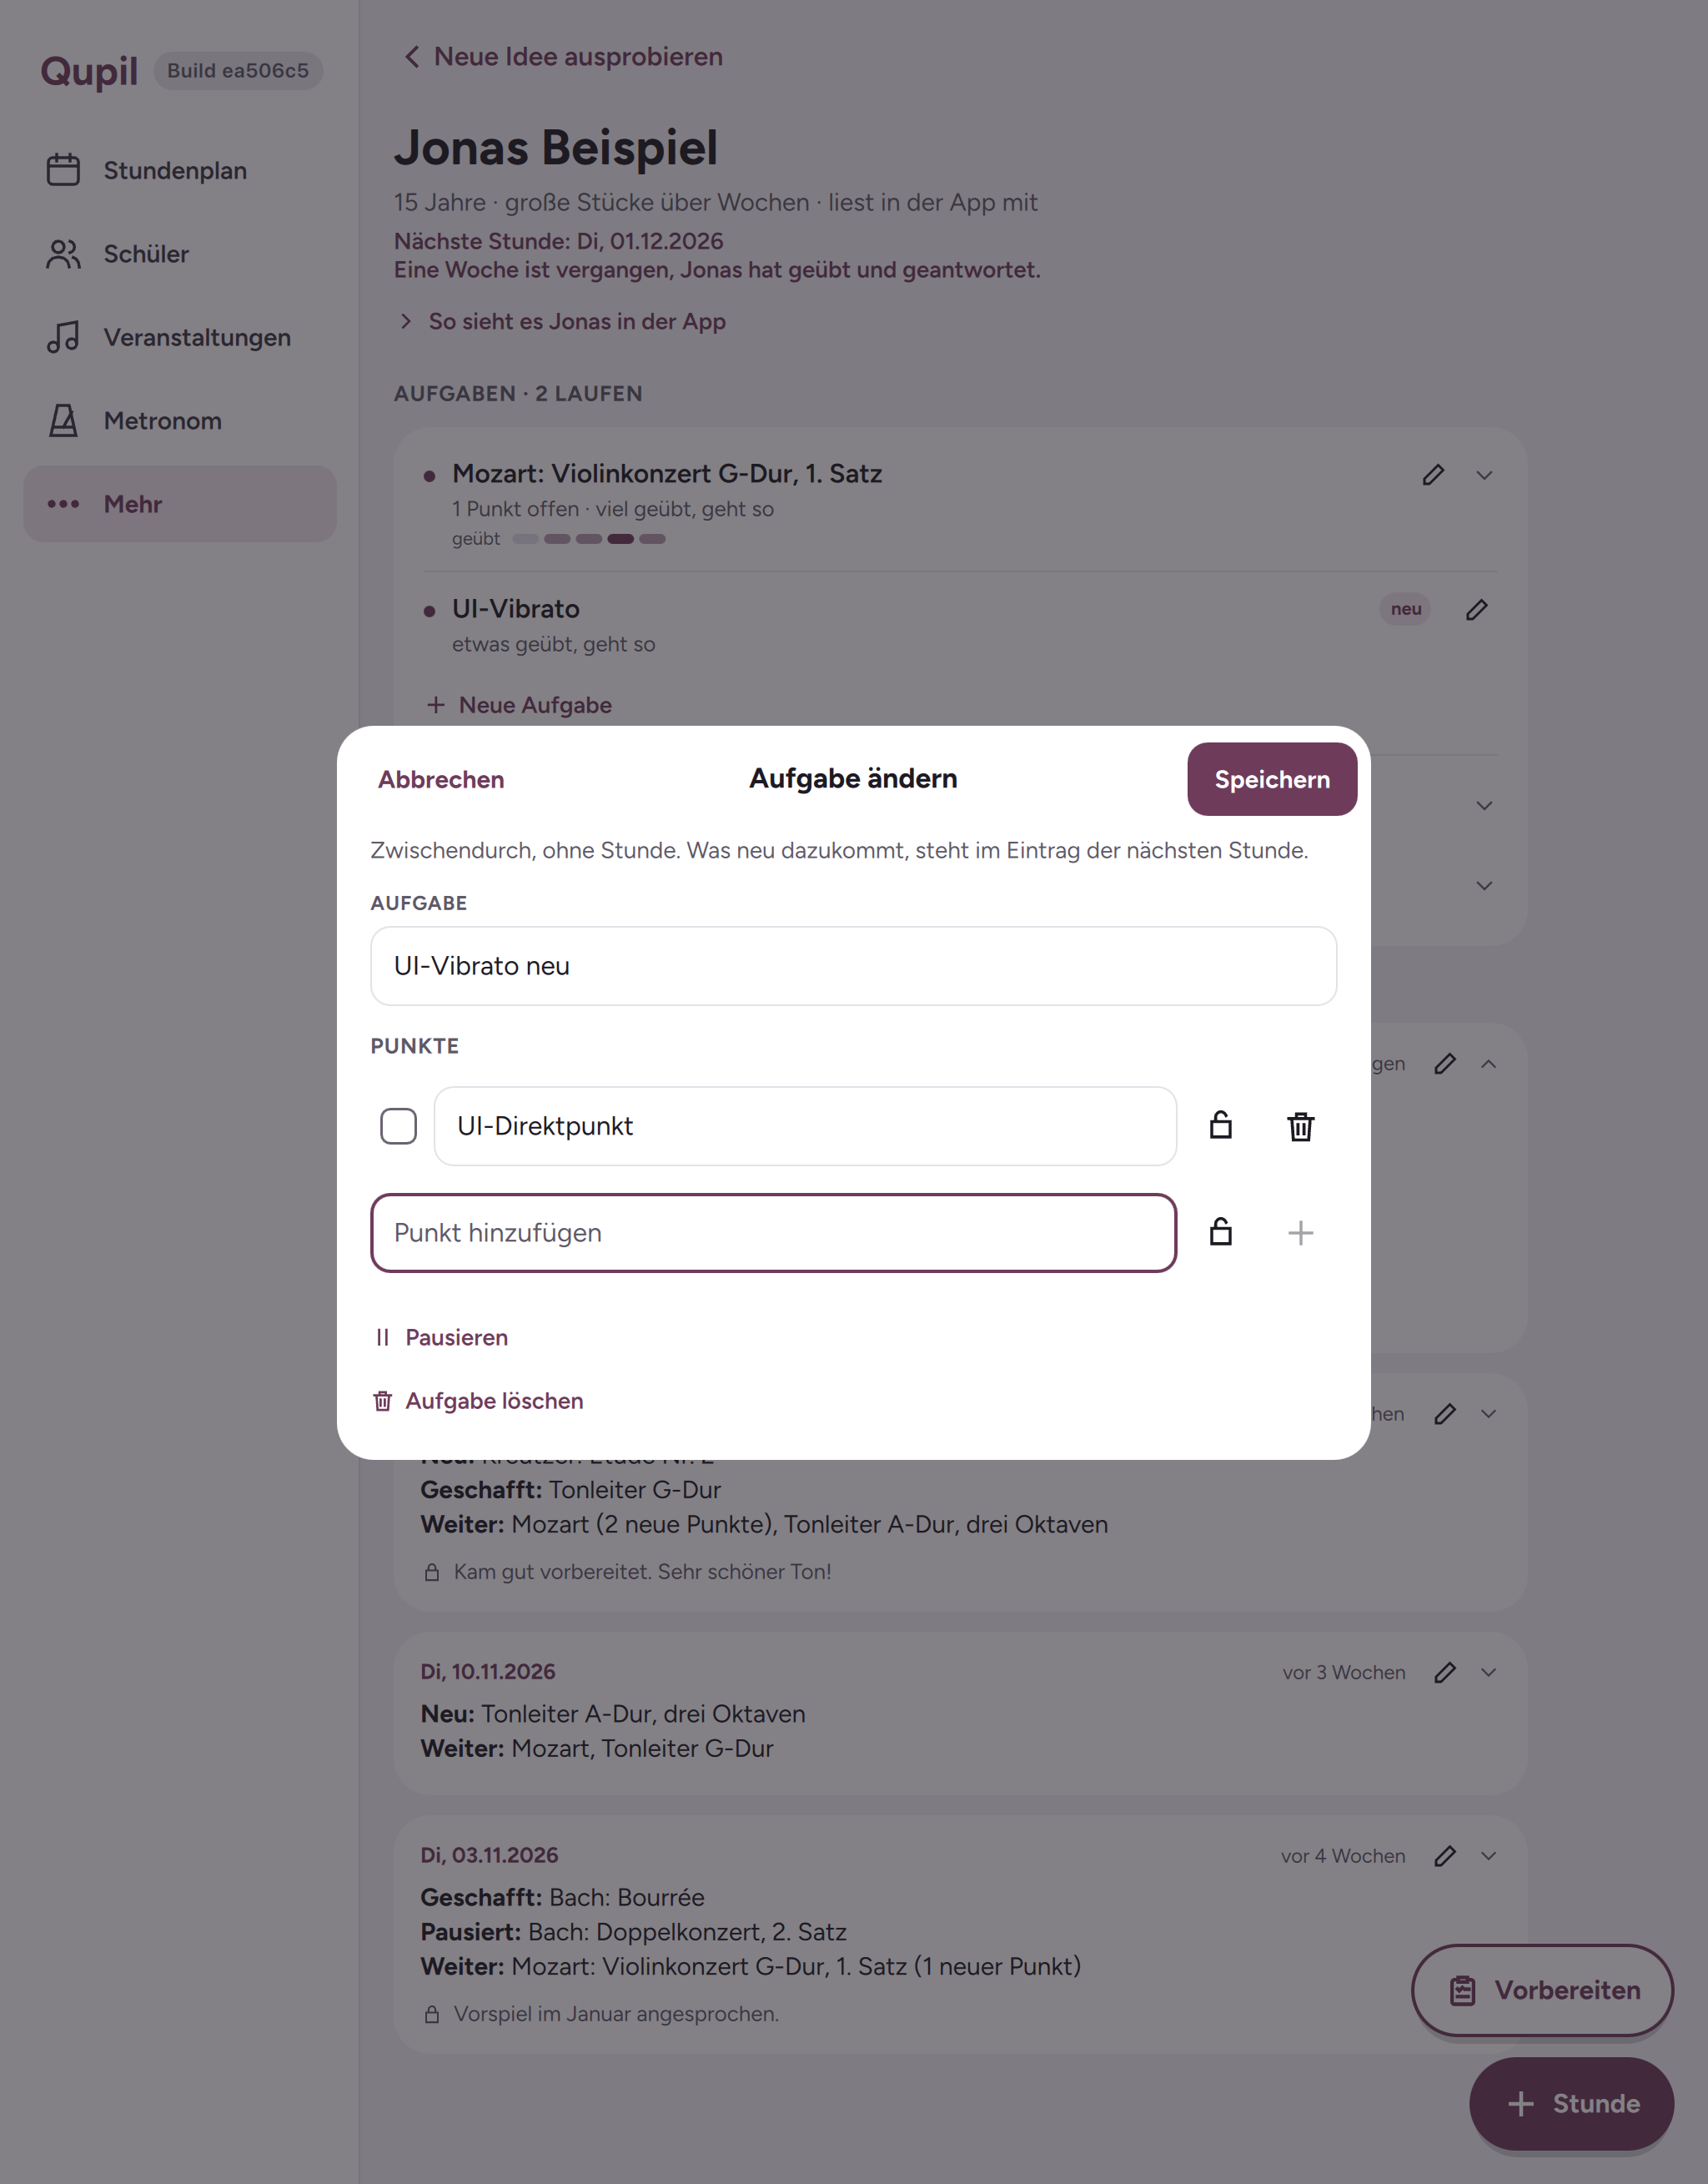 Qupil
Build ea506c5
Stundenplan
Schüler
Veranstaltungen
Metronom
Mehr
Neue Idee ausprobieren
Jonas Beispiel
15 Jahre · große Stücke über Wochen · liest in der App mit
Nächste Stunde: Di, 01.12.2026
Eine Woche ist vergangen, Jonas hat geübt und geantwortet.
So sieht es Jonas in der App
AUFGABEN · 2 LAUFEN
Mozart: Violinkonzert G-Dur, 1. Satz
1 Punkt offen · viel geübt, geht so
geübt
UI-Vibrato
neu
etwas geübt, geht so
Neue Aufgabe
Abbrechen
Aufgabe ändern
Speichern
Zwischendurch, ohne Stunde. Was neu dazukommt, steht im Eintrag der nächsten Stunde.
AUFGABE
UI-Vibrato neu
PUNKTE
UI-Direktpunkt
Punkt hinzufügen
Pausieren
Aufgabe löschen
Geschafft: Tonleiter G-Dur
Weiter: Mozart (2 neue Punkte), Tonleiter A-Dur, drei Oktaven
Kam gut vorbereitet. Sehr schöner Ton!
Di, 10.11.2026
vor 3 Wochen
Neu: Tonleiter A-Dur, drei Oktaven
Weiter: Mozart, Tonleiter G-Dur
Di, 03.11.2026
vor 4 Wochen
Geschafft: Bach: Bourrée
Pausiert: Bach: Doppelkonzert, 2. Satz
Weiter: Mozart: Violinkonzert G-Dur, 1. Satz (1 neuer Punkt)
Vorspiel im Januar angesprochen.
Vorbereiten
Stunde